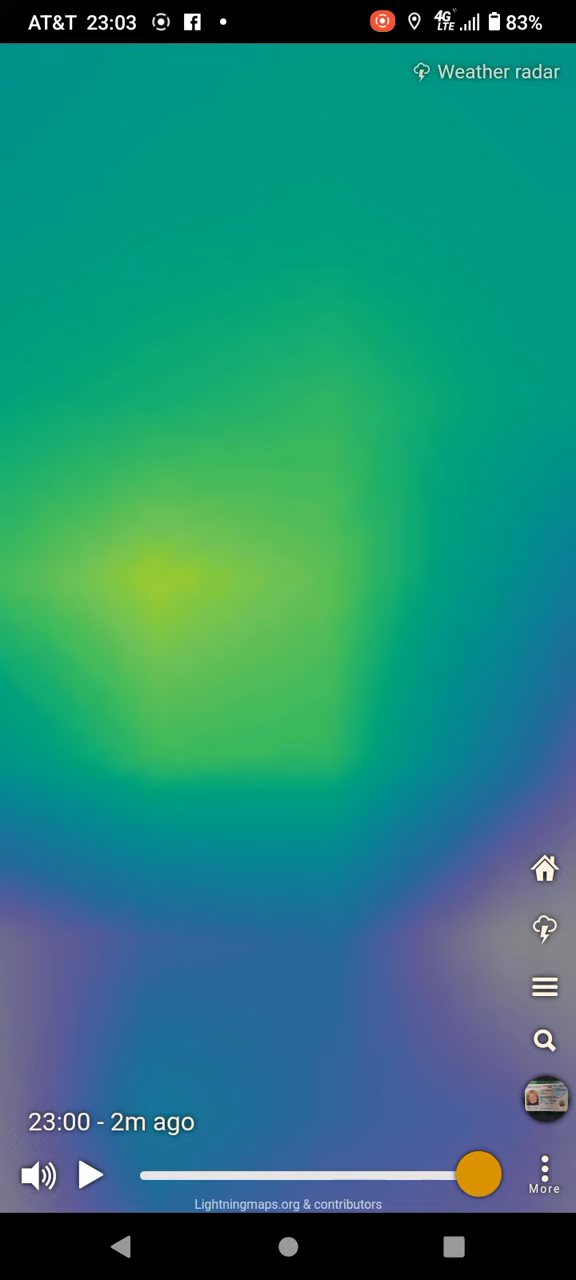 AT&T 23:03 4G LTE 83%
Weather radar
23:00 - 2m ago
More
Lightningmaps.org & contributors